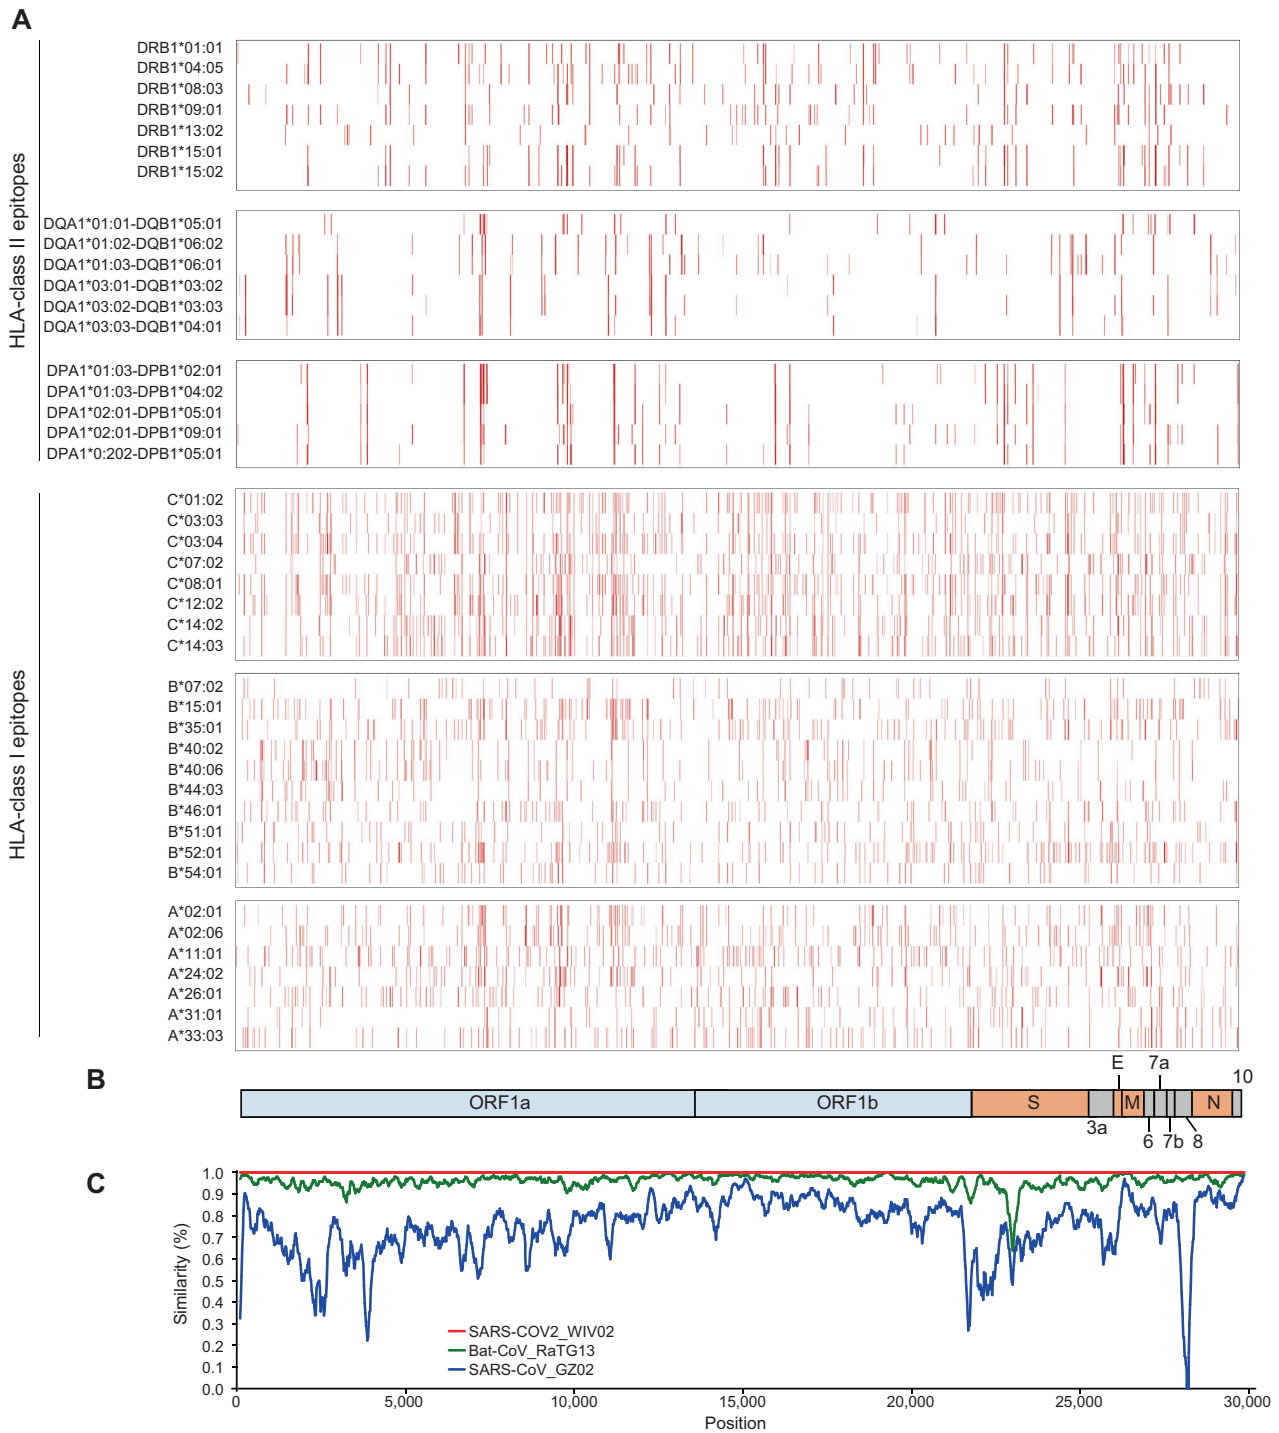 A
HLA-class II epitopes
DRB1*01:01
DRB1*04:05
DRB1*08:03
DRB1*09:01
DRB1*13:02
DRB1*15:01
DRB1*15:02
DQA1*01:01-DQB1*05:01
DQA1*01:02-DQB1*06:02
DQA1*01:03-DQB1*06:01
DQA1*03:01-DQB1*03:02
DQA1*03:02-DQB1*03:03
DQA1*03:03-DQB1*04:01
DPA1*01:03-DPB1*02:01
DPA1*01:03-DPB1*04:02
DPA1*02:01-DPB1*05:01
DPA1*02:01-DPB1*09:01
DPA1*0:202-DPB1*05:01
HLA-class I epitopes
C*01:02
C*03:03
C*03:04
C*07:02
C*08:01
C*12:02
C*14:02
C*14:03
B*07:02
B*15:01
B*35:01
B*40:02
B*40:06
B*44:03
B*46:01
B*51:01
B*52:01
B*54:01
A*02:01
A*02:06
A*11:01
A*24:02
A*26:01
A*31:01
A*33:03
B
E 7a 10
ORF1a ORF1b S M N
3a 6 7b 8
C
Similarity (%)
1.0
0.9
0.8
0.7
0.6
0.5
0.4
0.3
0.2
0.1
0.0
SARS-COV2_WIV02
Bat-CoV_RaTG13
SARS-CoV_GZ02
0 5,000 10,000 15,000 20,000 25,000 30,000
Position